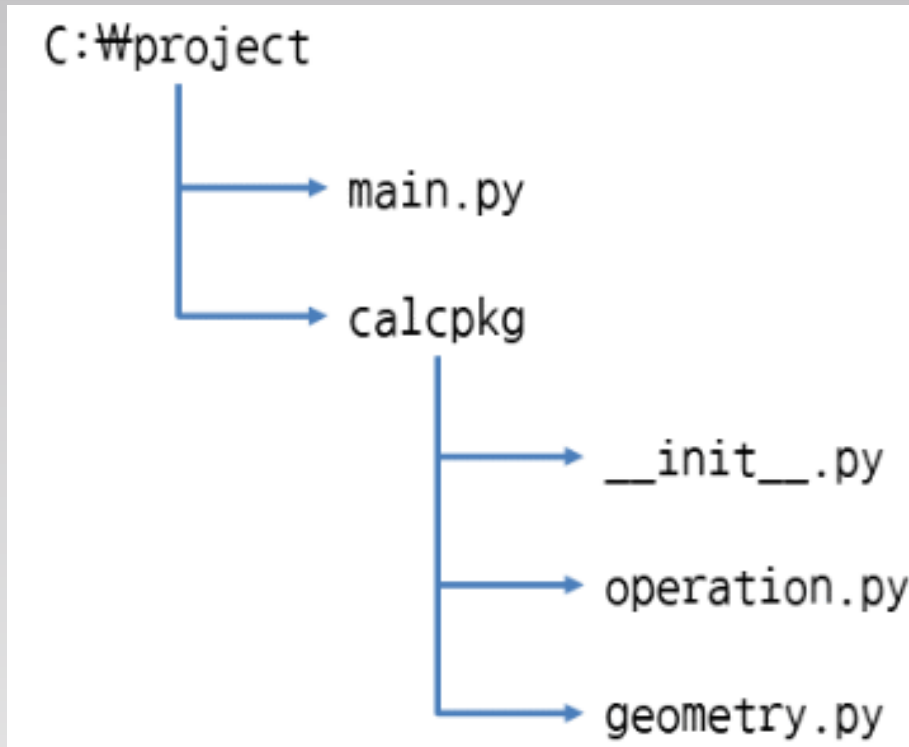 C:₩project
main.py
calcpkg
__init__.py
operation.py
geometry.py